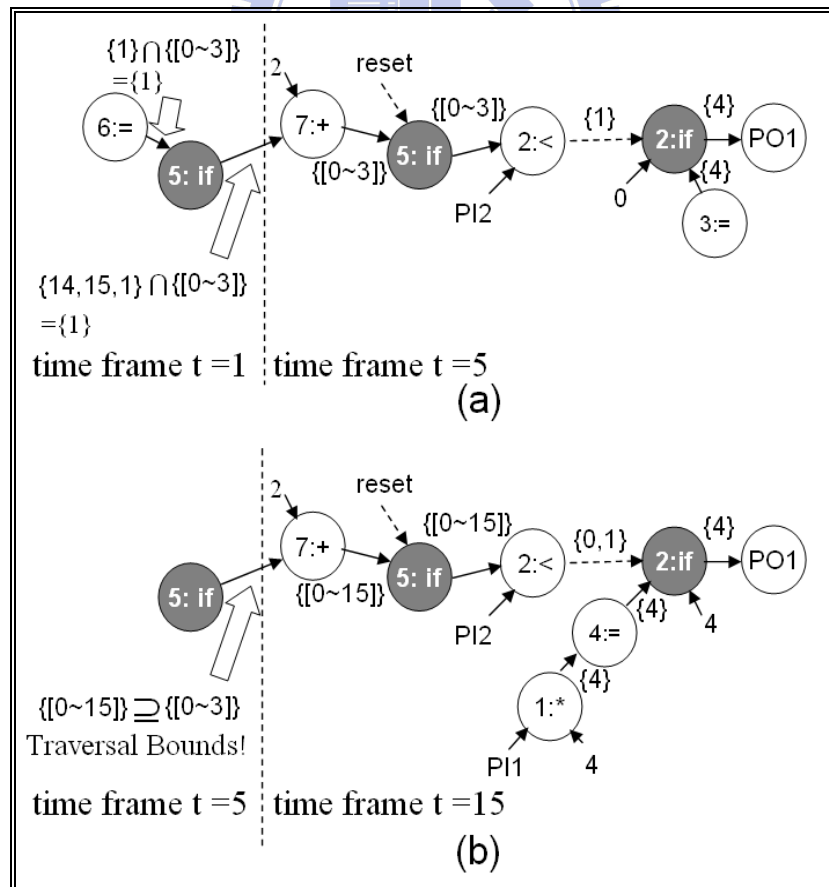 {1}∩{[0~3]}
={1}
2
reset
6:=
7:+
{[0~3]}
{1}
{4}
5: if
5: if
2:<
2:if
PO1
{[0~3]}
{4}
PI2
0
3:=
{14,15,1}∩{[0~3]}
={1}
time frame t =1
time frame t =5
(a)
2
reset
7:+
{[0~15]}
{0,1}
{4}
5: if
5: if
2:<
2:if
PO1
{[0~15]}
PI2
4:=
{4}
4
{4}
1:*
{[0~15]}⊇{[0~3]}
Traversal Bounds!
PI1
4
time frame t =5
time frame t =15
(b)